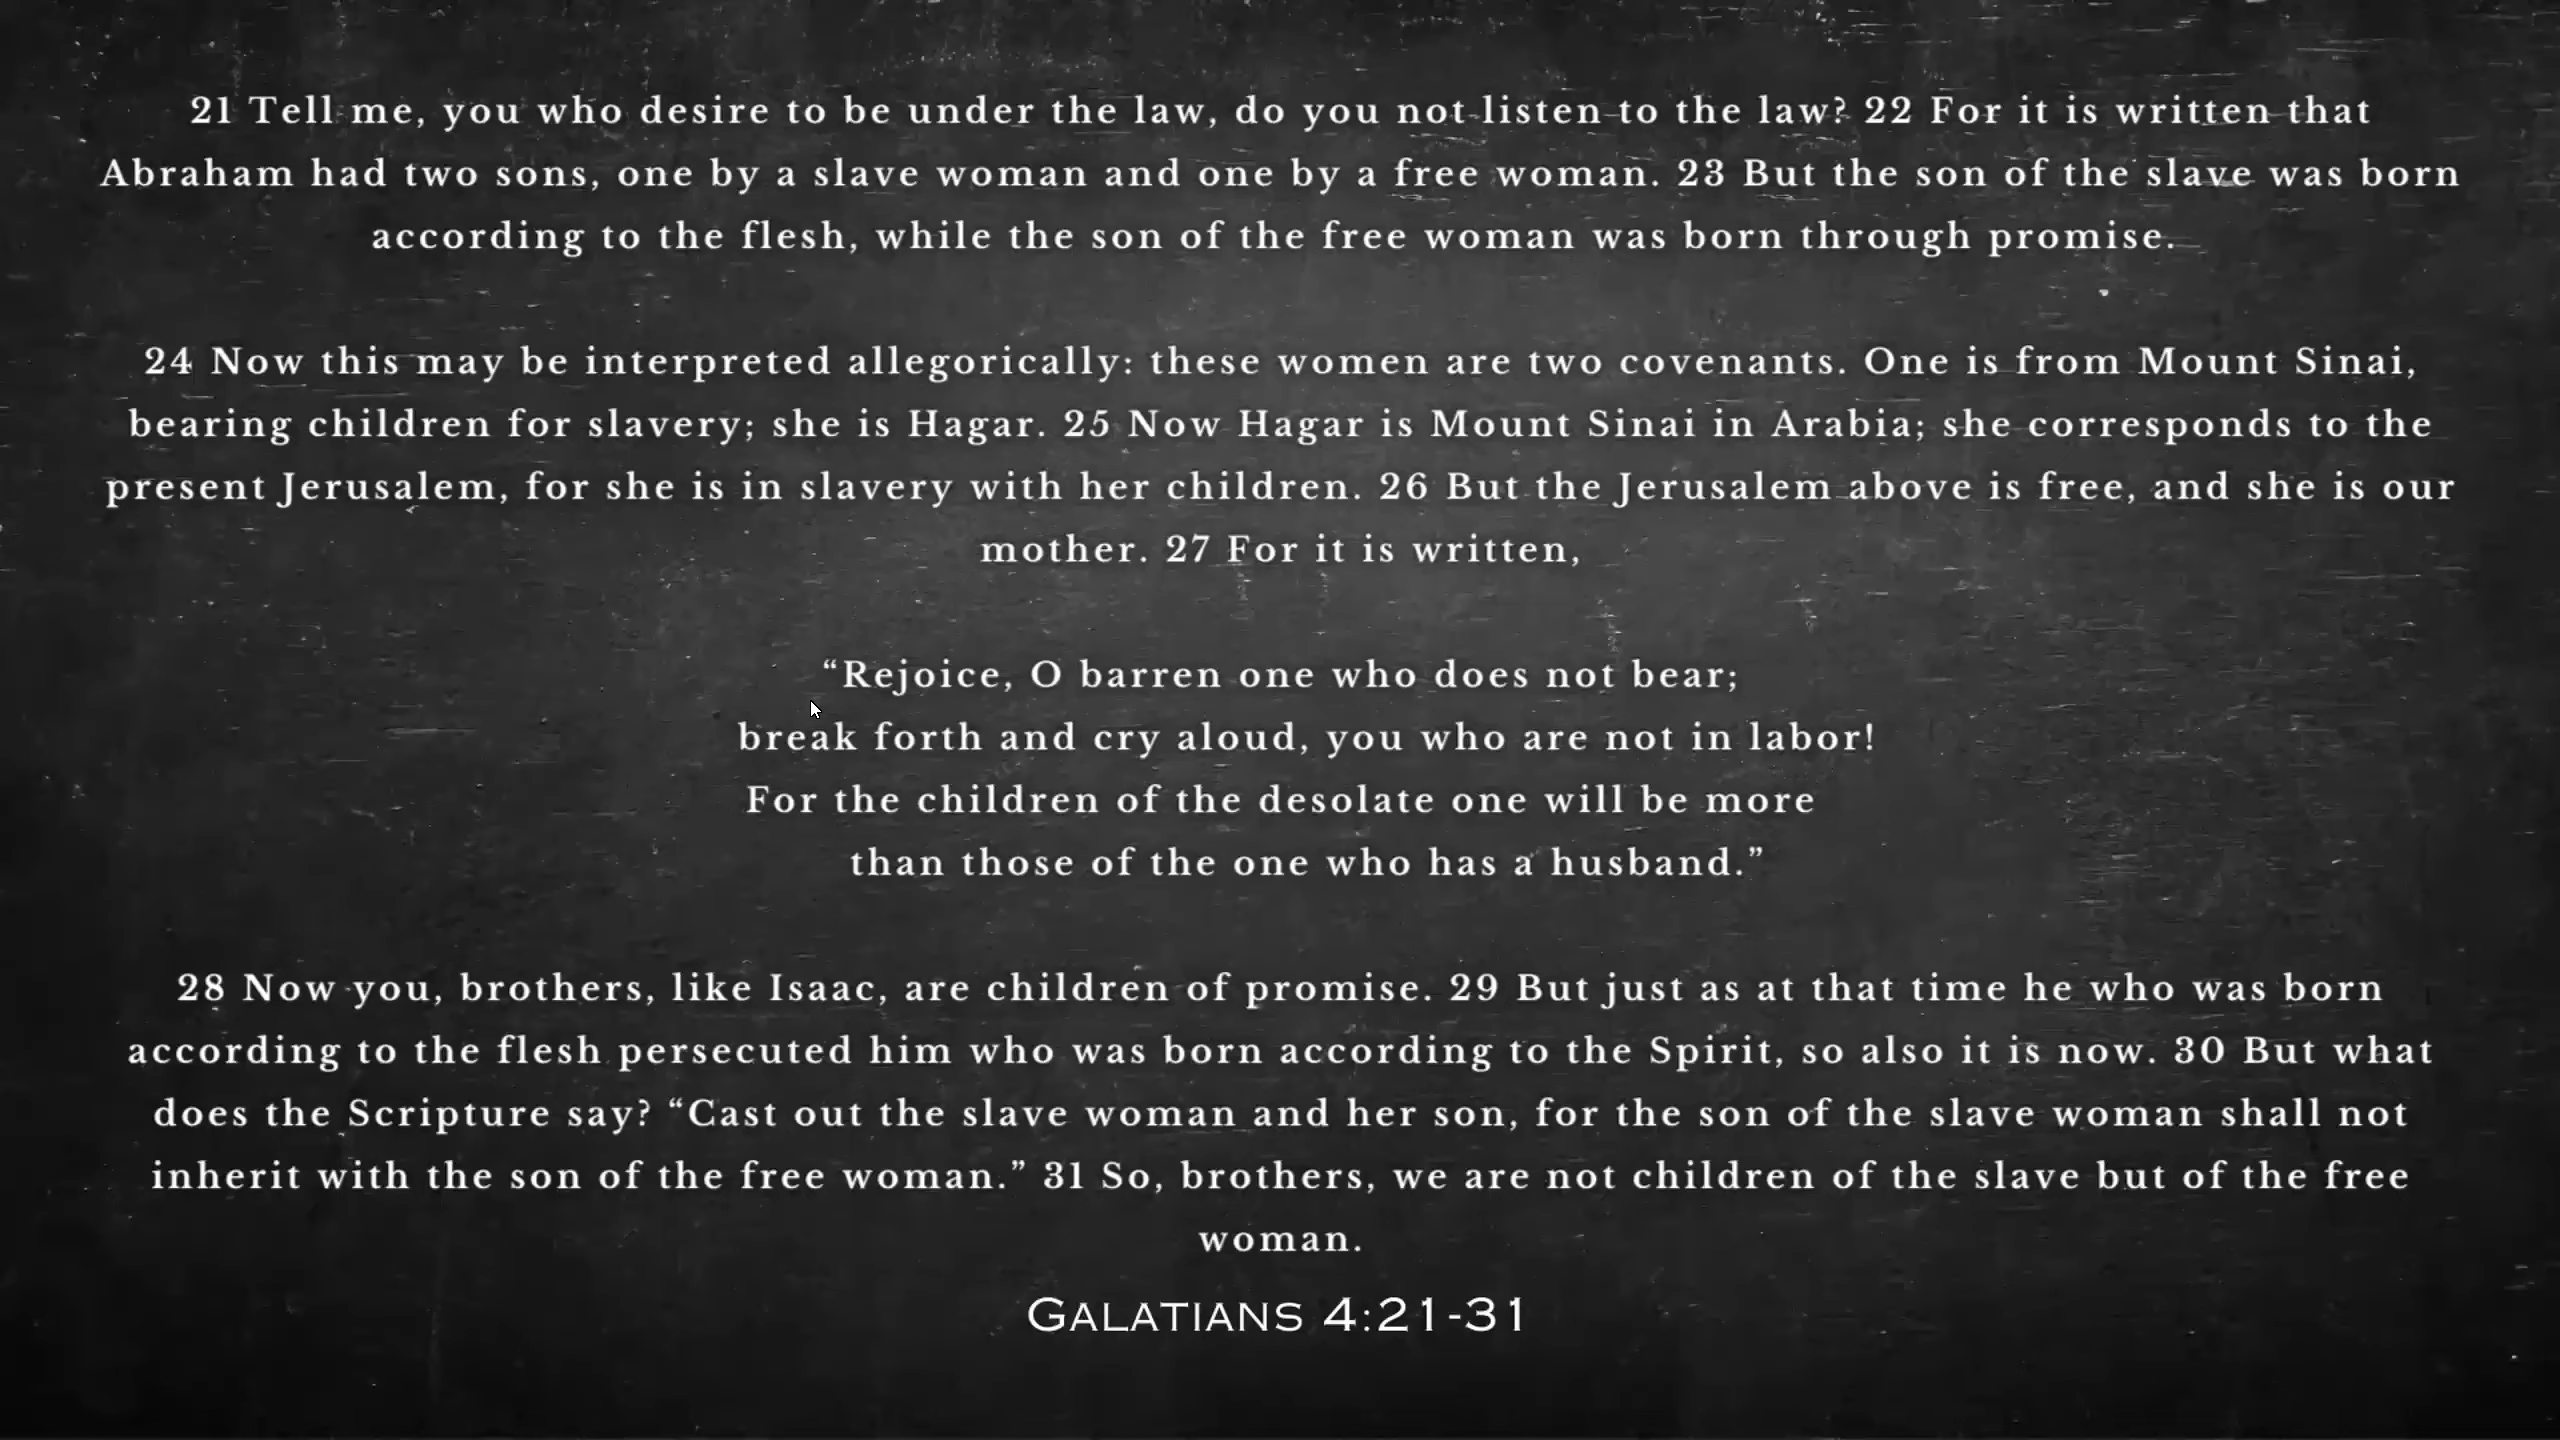 21 Tell me, you who desire to be under the law, do you not listen to the law? 22 For it is written that
Abraham had two sons, one by a slave woman and one by a free woman. 23 But the son of the slave was born
according to the flesh, while the son of the free woman was born through promise.
24 Now this may be interpreted allegorically: these women are two covenants. One is from Mount Sinai,
bearing children for slavery; she is Hagar. 25 Now Hagar is Mount Sinai in Arabia; she corresponds to the
present Jerusalem, for she is in slavery with her children. 26 But the Jerusalem above is free, and she is our
mother. 27 For it is written,
“Rejoice, O barren one who does not bear;
break forth and cry aloud, you who are not in labor!
For the children of the desolate one will be more
than those of the one who has a husband.”
28 Now you, brothers, like Isaac, are children of promise. 29 But just as at that time he who was born
according to the flesh persecuted him who was born according to the Spirit, so also it is now. 30 But what
does the Scripture say? “Cast out the slave woman and her son, for the son of the slave woman shall not
inherit with the son of the free woman.” 31 So, brothers, we are not children of the slave but of the free
woman.
GALATIANS 4:21-31